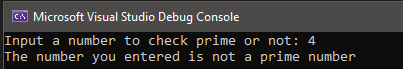 Microsoft Visual Studio Debug Console
Input a number to check prime or not: 4
The number you entered is not a prime number